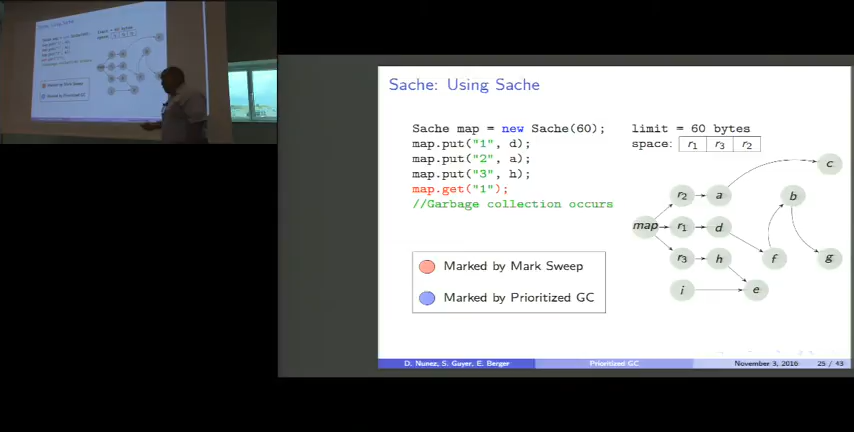 Sache: Using Sache
Sache map = new Sache(60);
map.put("1", d);
map.put("2", a);
map.put("3", h);
map.get("1");
//Garbage collection occurs
limit = 60 bytes
space: r1 r3 r2
c
r2 a b
map r1 d
r3 h f g
i e
Marked by Mark Sweep
Marked by Prioritized GC
D. Nunez, S. Guyer, E. Berger Prioritized GC November 3, 2016 25 / 43